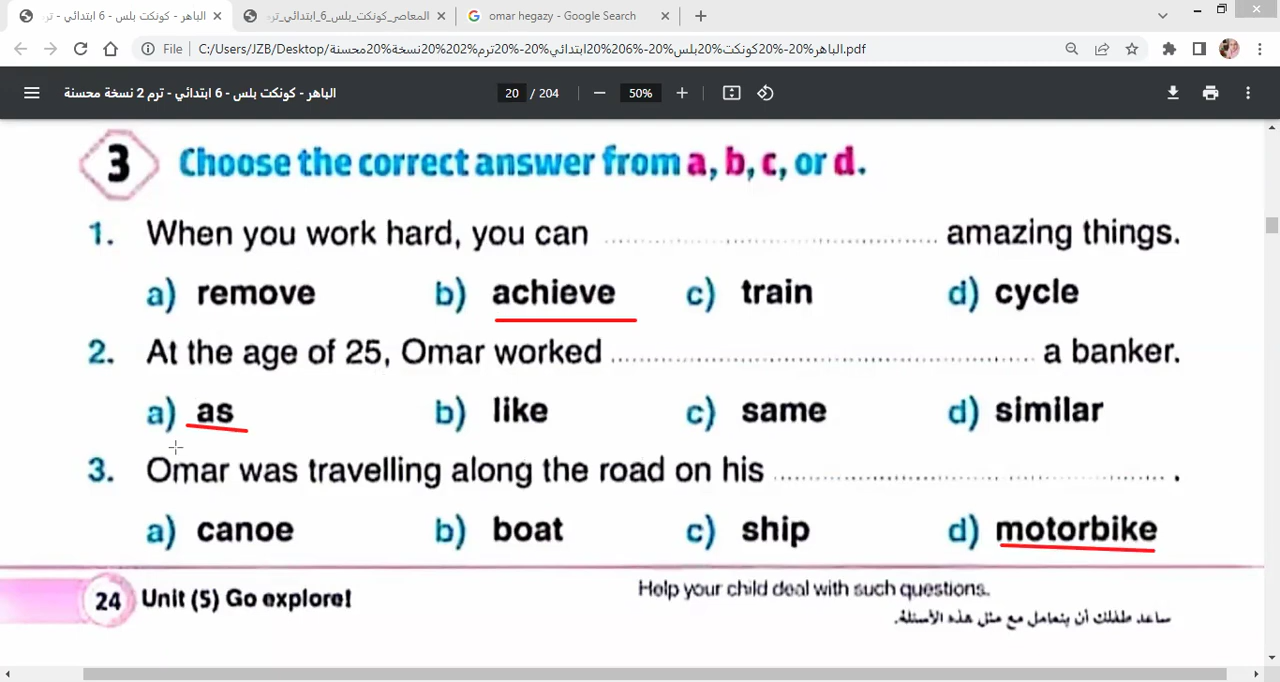 الباهر - كونكت بلس - 6 ابتدائي - تر
المعاصر_كونكت_بلس_6_ابتدائي_تر
omar hegazy - Google Search
File C:/Users/JZB/Desktop/الباهر%20-%20كونكت%20بلس%20-%206%20ابتدائي%20-%20ترم%202%20نسخة%20محسنة.pdf
الباهر - كونكت بلس - 6 ابتدائي - ترم 2 نسخة محسنة
20 / 204
50%
3 Choose the correct answer from a, b, c, or d.
1. When you work hard, you can ........................ amazing things.
a) remove b) achieve c) train d) cycle
2. At the age of 25, Omar worked ........................ a banker.
a) as b) like c) same d) similar
3. Omar was travelling along the road on his ........................ .
a) canoe b) boat c) ship d) motorbike
24 Unit (5) Go explore!
Help your child deal with such questions.
ساعد طفلك أن يتعامل مع مثل هذه الأسئلة.